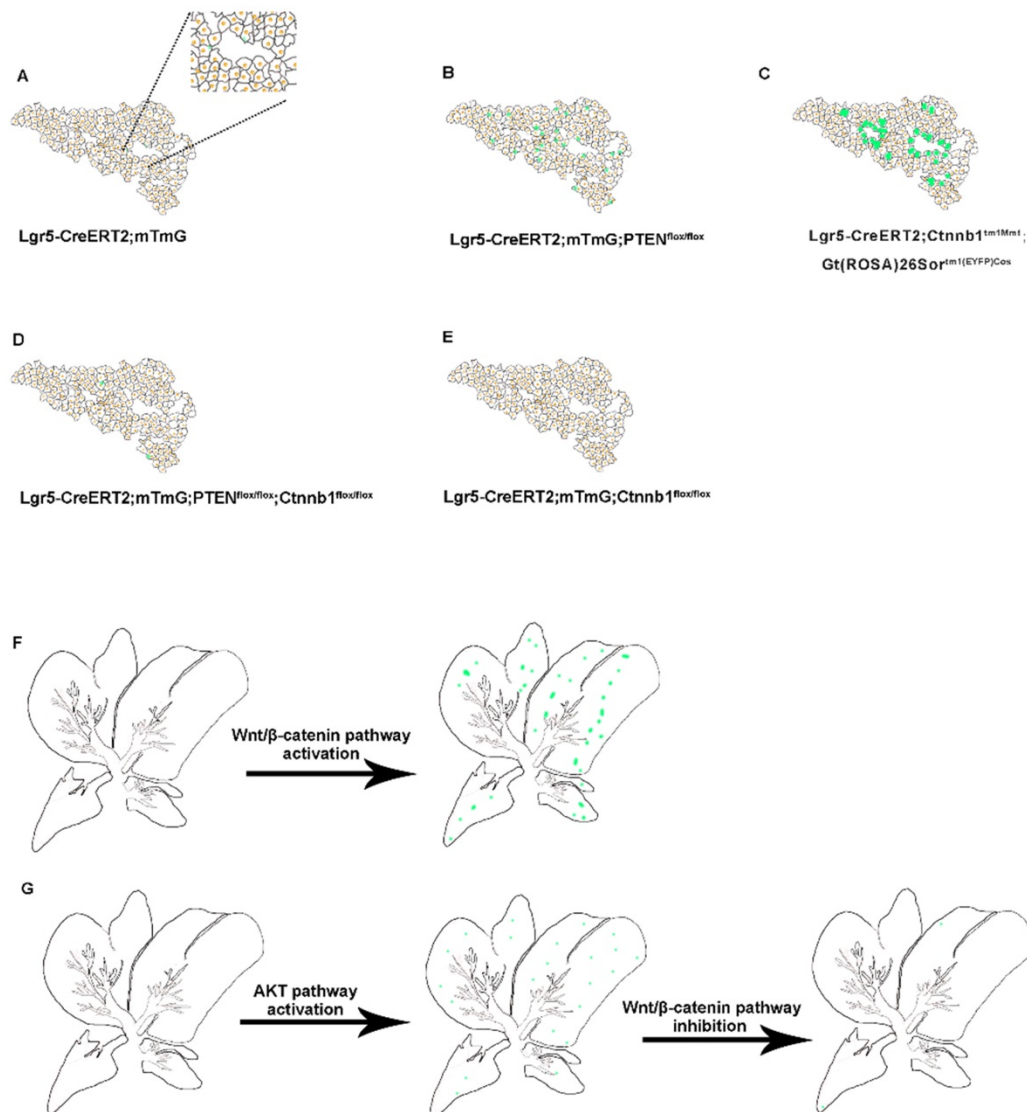 A
B
C
Lgr5-CreERT2;mTmG
Lgr5-CreERT2;mTmG;PTENflox/flox
Lgr5-CreERT2;Ctnnb1tm1Mmt;
Gt(ROSA)26Sortm1(EYFP)Cos
D
E
Lgr5-CreERT2;mTmG;PTENflox/flox;Ctnnb1flox/flox
Lgr5-CreERT2;mTmG;Ctnnb1flox/flox
F
Wnt/β-catenin pathway
activation
G
AKT pathway
activation
Wnt/β-catenin pathway
inhibition